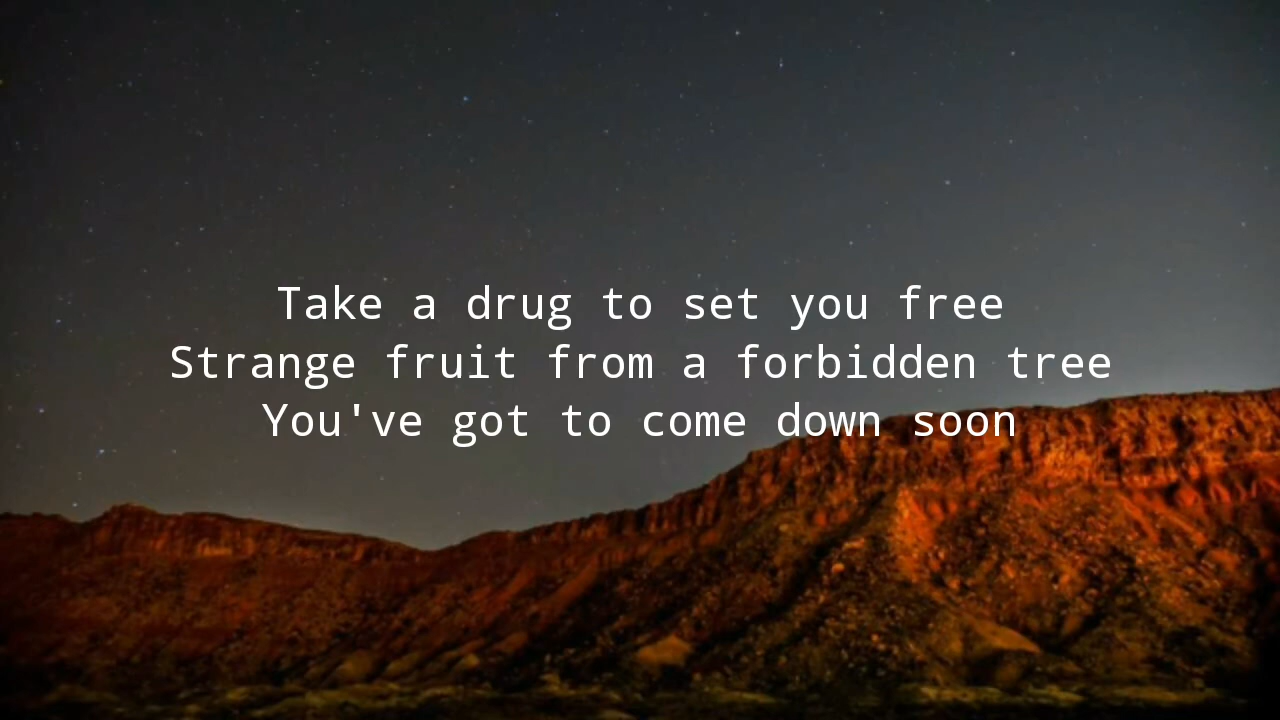 Take a drug to set you free
Strange fruit from a forbidden tree
You've got to come down soon